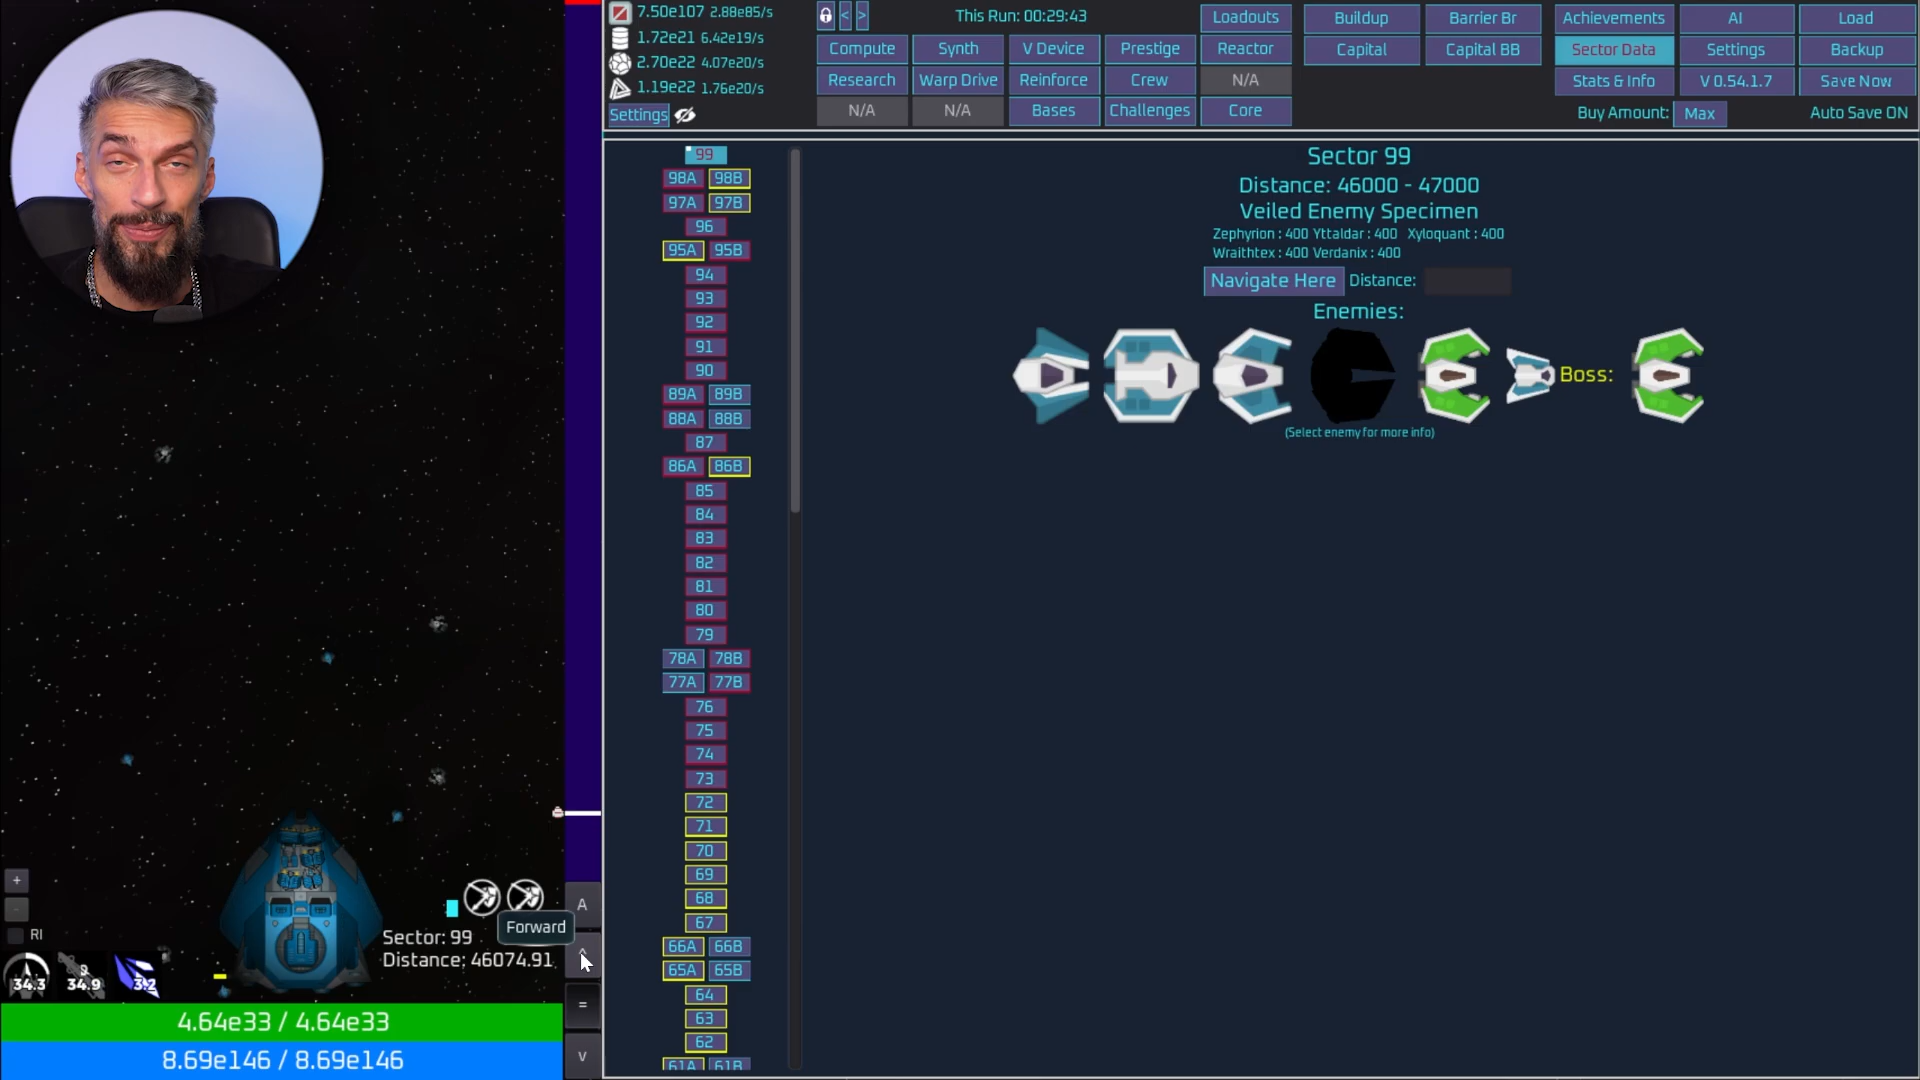 7.50e107 2.88e85/s
1.72e21 6.42e19/s
2.70e22 4.07e20/s
1.19e22 1.76e20/s
Settings
< >
This Run: 00:29:43
Compute Synth V Device Prestige
Research Warp Drive Reinforce Crew
N/A N/A Bases Challenges
Loadouts
Reactor
N/A
Core
Buildup Barrier Br
Capital Capital BB
Achievements AI Load
Sector Data Settings Backup
Stats & Info V 0.54.1.7 Save Now
Buy Amount: Max Auto Save ON
99
98A 98B
97A 97B
96
95A 95B
94
93
92
91
90
89A 89B
88A 88B
87
86A 86B
85
84
83
82
81
80
79
78A 78B
77A 77B
76
75
74
73
72
71
70
69
68
67
66A 66B
65A 65B
64
63
62
61A 61B
Sector 99
Distance: 46000 - 47000
Veiled Enemy Specimen
Zephyrion : 400 Yttaldar : 400 Xyloquant : 400
Wraithtex : 400 Verdanix : 400
Navigate Here Distance:
Enemies:
Boss:
(Select enemy for more info)
+
-
RI
A
Forward
^
=
v
Sector: 99
Distance; 46074.91
34.3
9
34.9
3.2
4.64e33 / 4.64e33
8.69e146 / 8.69e146